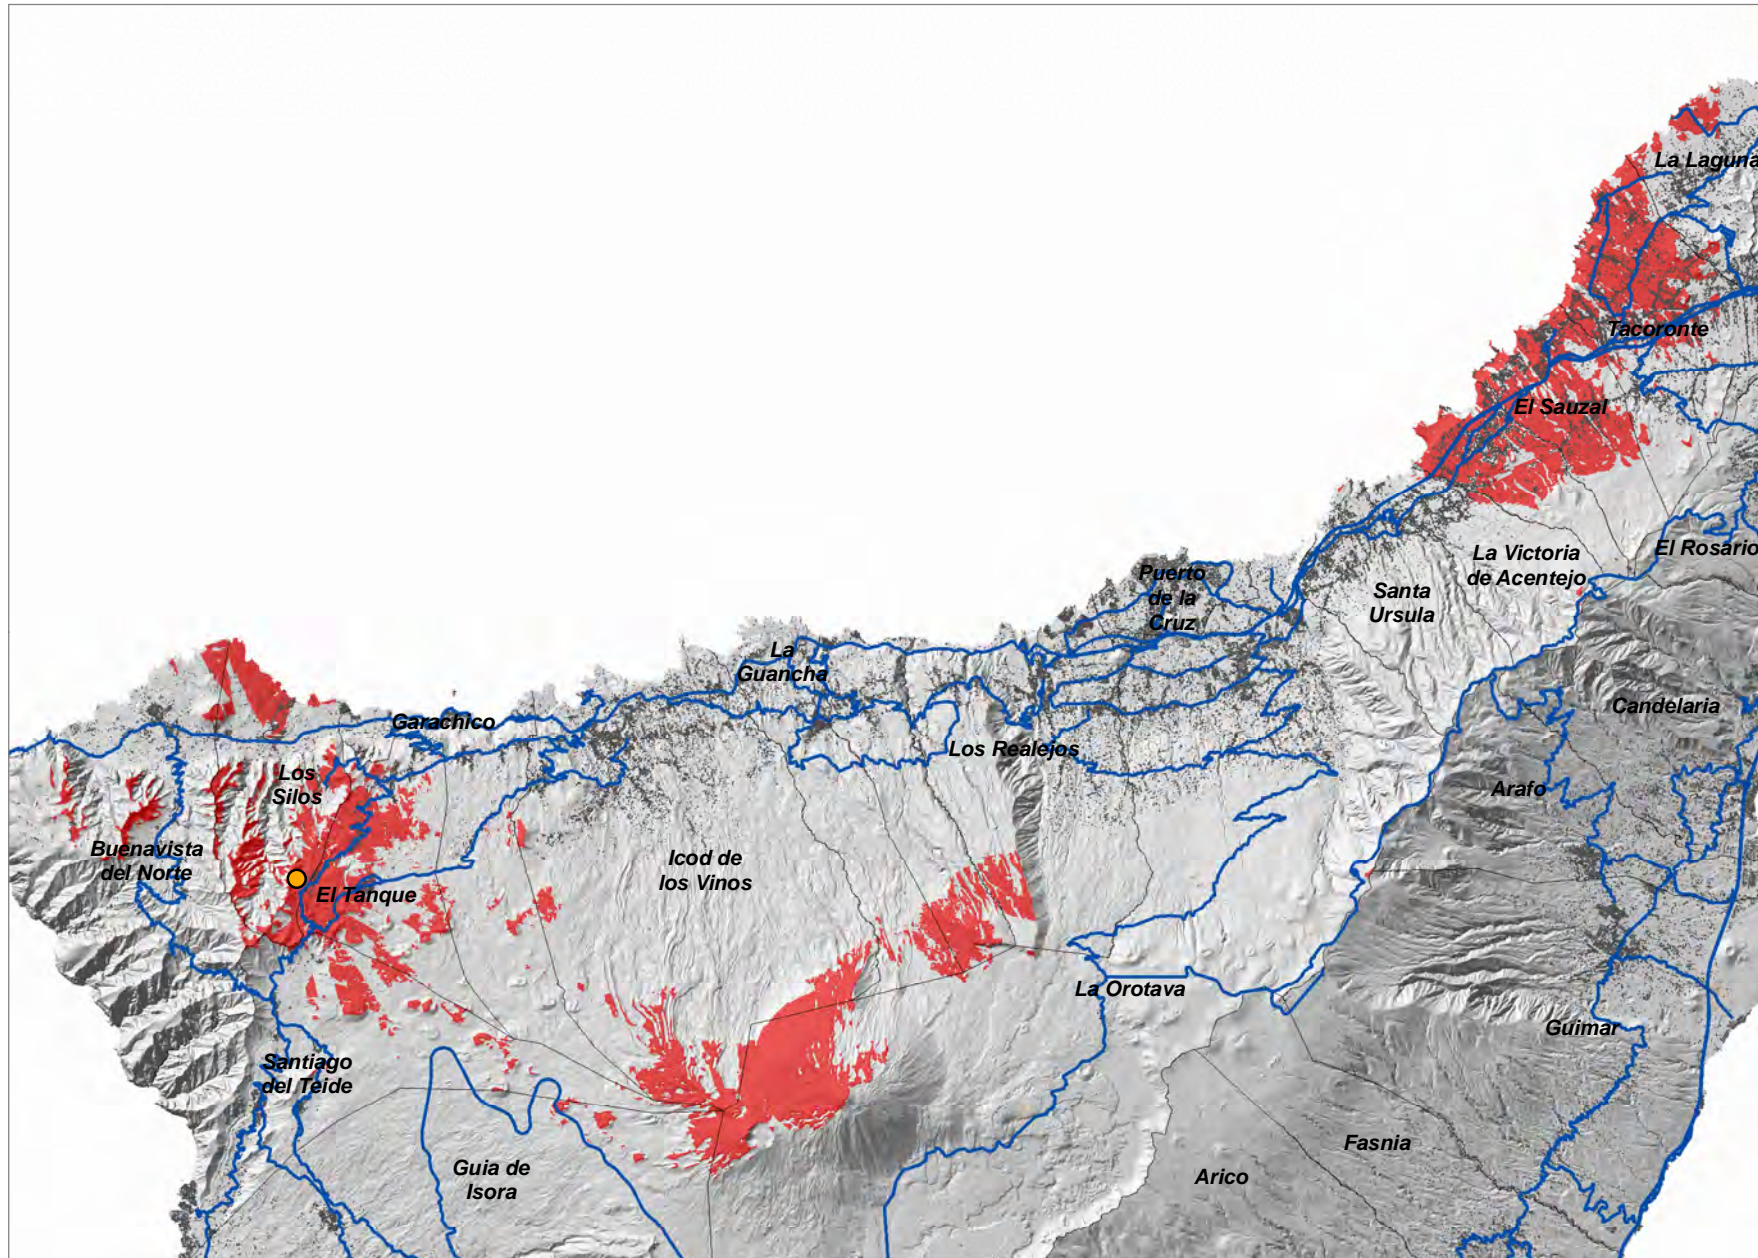 La Laguna
Tacoronte
El Sauzal
El Rosario
La Victoria
de Acentejo
Santa
Ursula
Puerto
de la
Cruz
La
Guancha
Candelaria
Garachico
Los Realejos
Los
Silos
Arafo
Buenavista
del Norte
Icod de
los Vinos
El Tanque
La Orotava
Guimar
Santiago
del Teide
Fasnia
Guia de
Isora
Arico